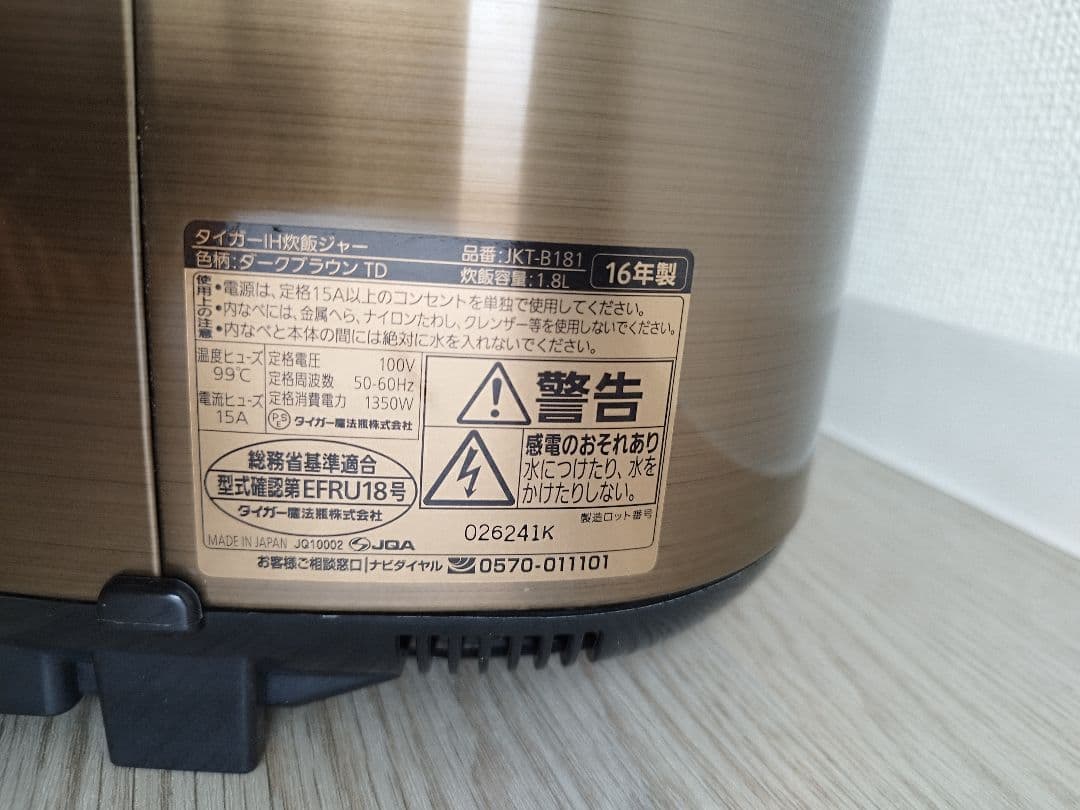 タイガーIH炊飯ジャー 品番:JKT-B181
色柄:ダークブラウン TD 炊飯容量:1.8L 16年製
使用上の注意
•電源は、定格15A以上のコンセントを単独で使用してください。
•内なべには、金属へら、ナイロンたわし、クレンザー等を使用しないでください。
•内なべと本体の間には絶対に水を入れないでください。
温度ヒューズ 99℃
電流ヒューズ 15A
定格電圧 100V
定格周波数 50-60Hz
定格消費電力 1350W
PSE タイガー魔法瓶株式会社
警告
感電のおそれあり
水につけたり、水を
かけたりしない。
総務省基準適合
型式確認第EFRU18号
タイガー魔法瓶株式会社
製造ロット番号
026241K
MADE IN JAPAN JQ10002 JQA
お客様ご相談窓口 ナビダイヤル 0570-011101